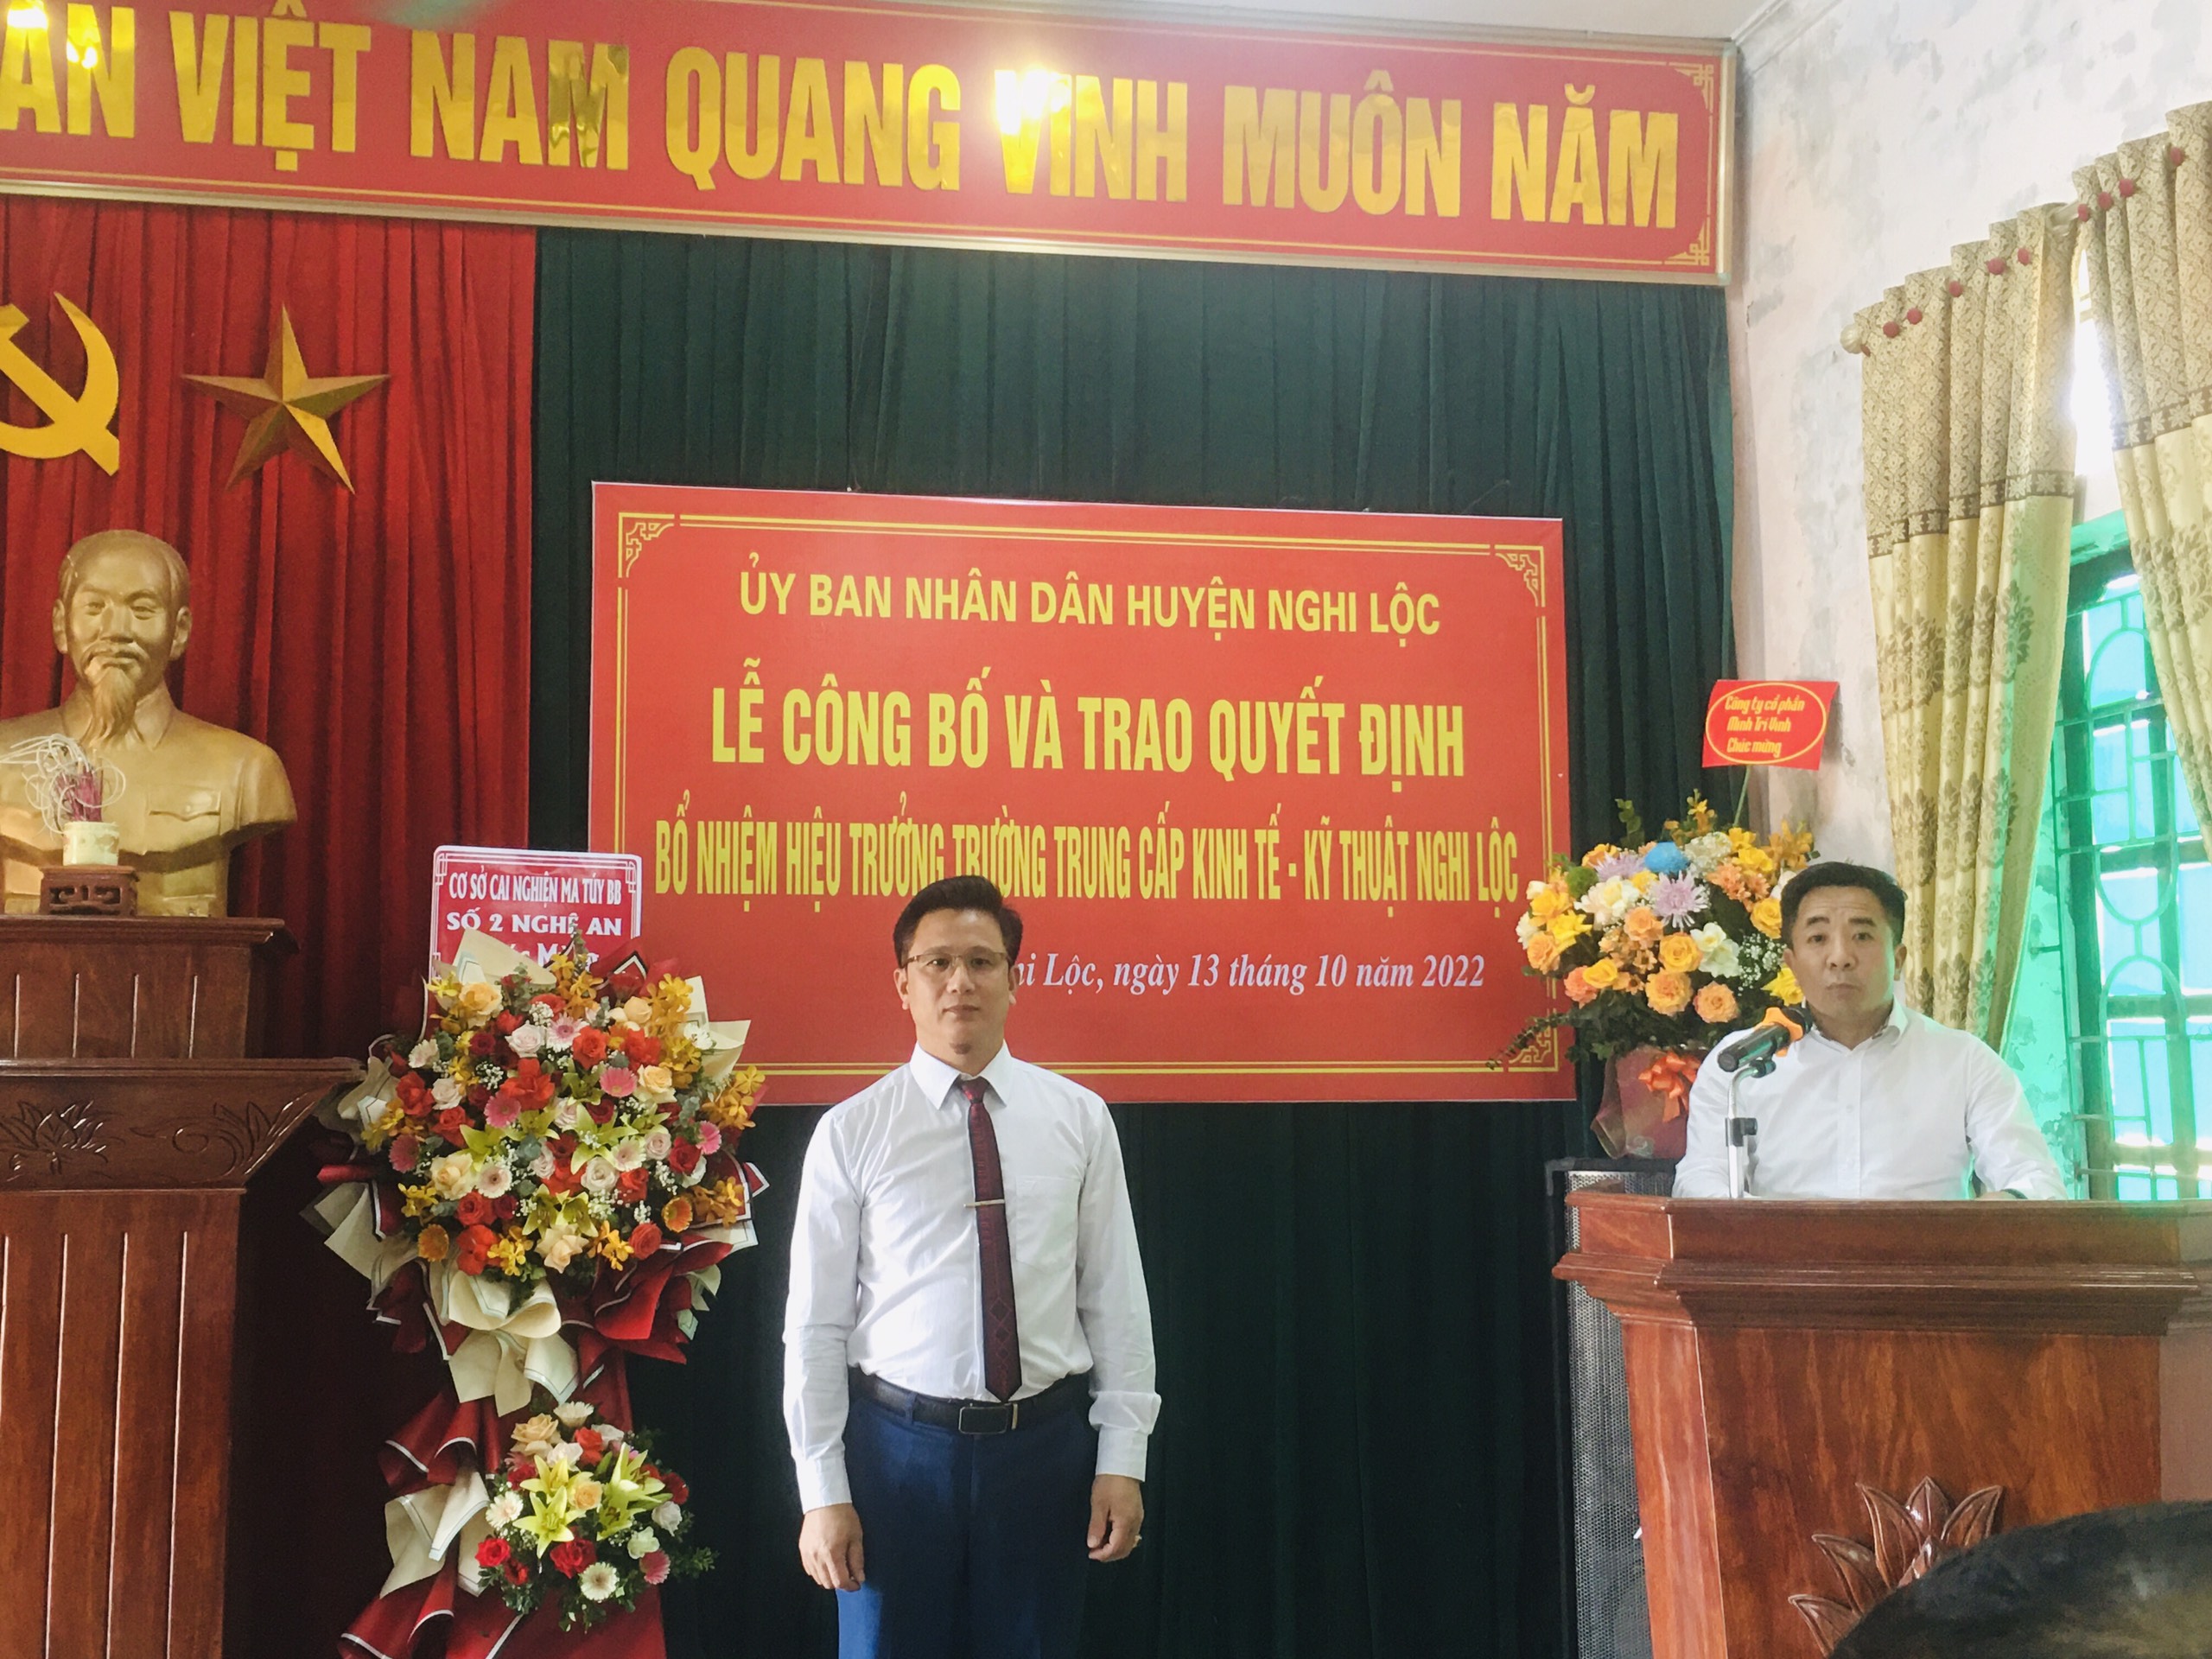 VIỆT NAM QUANG VINH MUÔN NĂM
ỦY BAN NHÂN DÂN HUYỆN NGHI LỘC
LỄ CÔNG BỐ VÀ TRAO QUYẾT ĐỊNH
BỔ NHIỆM HIỆU TRƯỞNG TRƯỜNG TRUNG CẤP KINH TẾ - KỸ THUẬT NGHI LỘC
Lộc, ngày 13 tháng 10 năm 2022
CƠ SỞ CAI NGHIỆN MA TÚY BB
SỐ 2 NGHỆ AN
Công ty cổ phần
Minh Trí Vinh
Chúc mừng